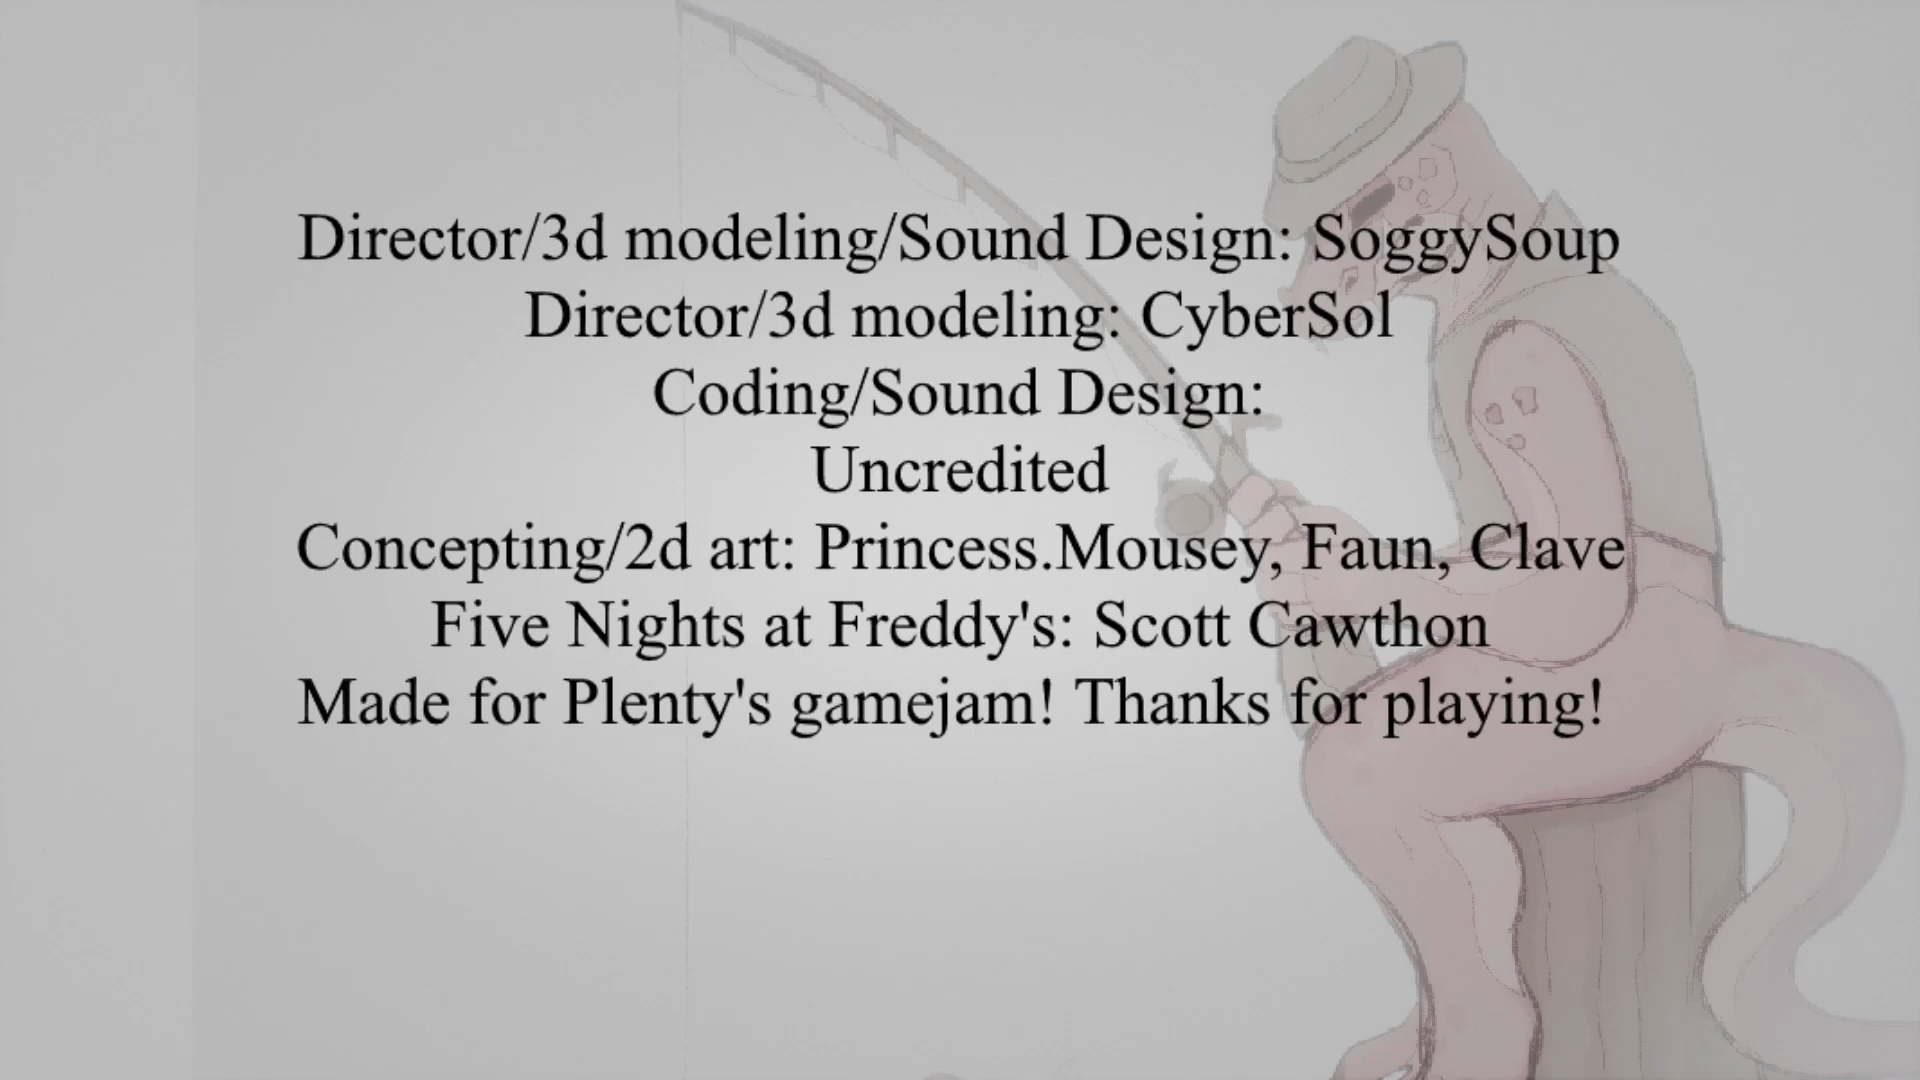 Director/3d modeling/Sound Design: SoggySoup
Director/3d modeling: CyberSol
Coding/Sound Design:
Uncredited
Concepting/2d art: Princess.Mousey, Faun, Clave
Five Nights at Freddy's: Scott Cawthon
Made for Plenty's gamejam! Thanks for playing!